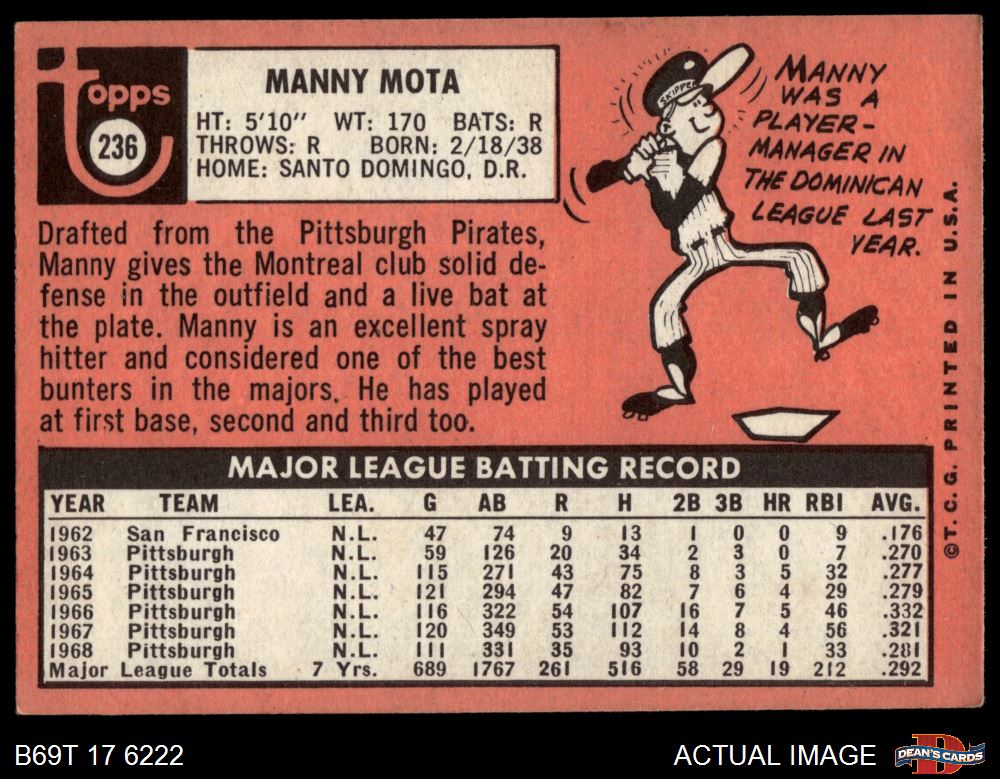 topps
236
MANNY MOTA
HT: 5'10" WT: 170 BATS: R
THROWS: R BORN: 2/18/38
HOME: SANTO DOMINGO, D.R.
SKIPPER
MANNY
WAS A
PLAYER-
MANAGER IN
THE DOMINICAN
LEAGUE LAST
YEAR.
Drafted from the Pittsburgh Pirates,
Manny gives the Montreal club solid de-
fense in the outfield and a live bat at
the plate. Manny is an excellent spray
hitter and considered one of the best
bunters in the majors. He has played
at first base, second and third too.
©T.C.G. PRINTED IN U.S.A.
MAJOR LEAGUE BATTING RECORD
YEAR TEAM LEA. G AB R H 2B 3B HR RBI AVG.
1962 San Francisco N.L. 47 74 9 13 1 0 0 9 .176
1963 Pittsburgh N.L. 59 126 20 34 2 3 0 7 .270
1964 Pittsburgh N.L. 115 271 43 75 8 3 5 32 .277
1965 Pittsburgh N.L. 121 294 47 82 7 6 4 29 .279
1966 Pittsburgh N.L. 116 322 54 107 16 7 5 46 .332
1967 Pittsburgh N.L. 120 349 53 112 14 8 4 56 .321
1968 Pittsburgh N.L. 111 331 35 93 10 2 1 33 .281
Major League Totals 7 Yrs. 689 1767 261 516 58 29 19 212 .292
B69T 17 6222
ACTUAL IMAGE
DEAN'S CARDS